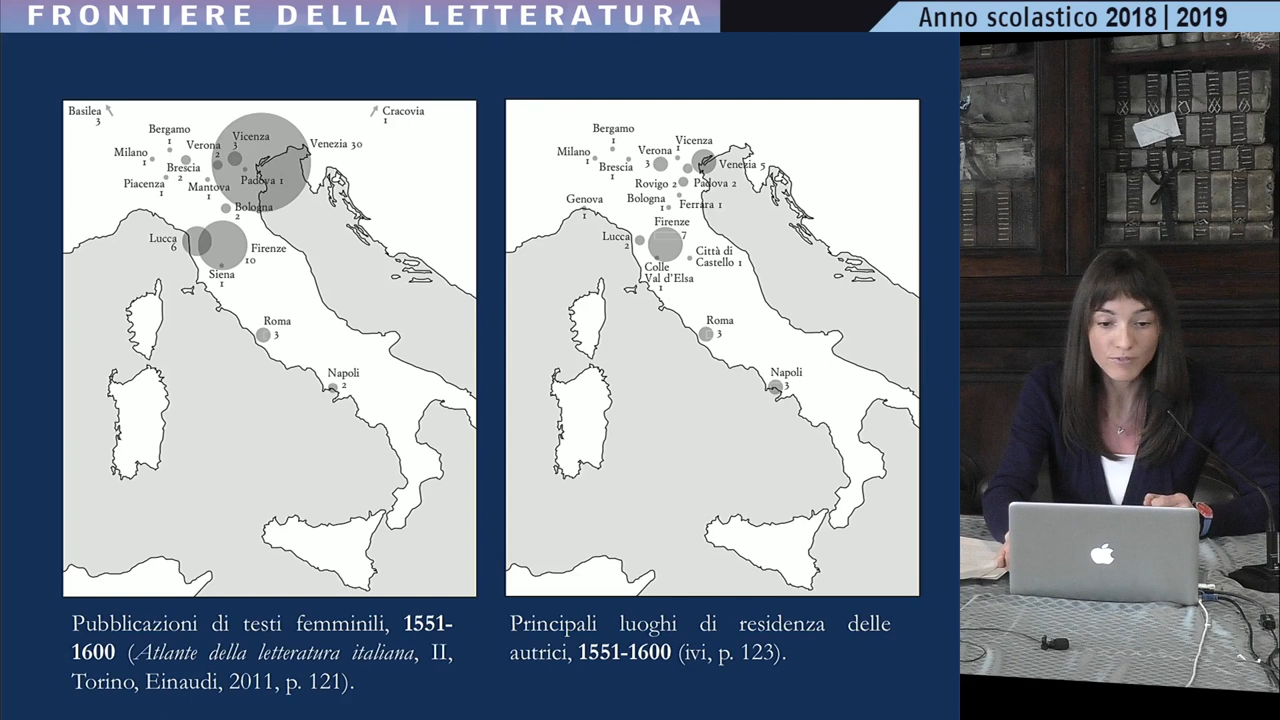 FRONTIERE DELLA LETTERATURA
Anno scolastico 2018 | 2019
Basilea
3
Cracovia
1
Bergamo
1
Vicenza
3
Verona
2
Venezia 30
Milano
1
Brescia
2
Padova 1
Piacenza
1
Mantova
1
Bologna
2
Lucca
6
Firenze
10
Siena
1
Roma
3
Napoli
2
Bergamo
1
Vicenza
1
Milano
1
Verona
3
Brescia
1
Venezia 5
Rovigo 2
Padova 2
Genova
1
Bologna
1
Ferrara 1
Firenze
7
Lucca
2
Città di
Castello 1
Colle
Val d'Elsa
1
Roma
3
Napoli
3
Pubblicazioni di testi femminili, 1551-
1600 (Atlante della letteratura italiana, II,
Torino, Einaudi, 2011, p. 121).
Principali luoghi di residenza delle
autrici, 1551-1600 (ivi, p. 123).